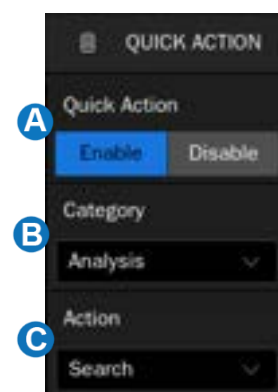 QUICK ACTION
A
Quick Action
Enable Disable
B
Category
Analysis
Action
C
Search